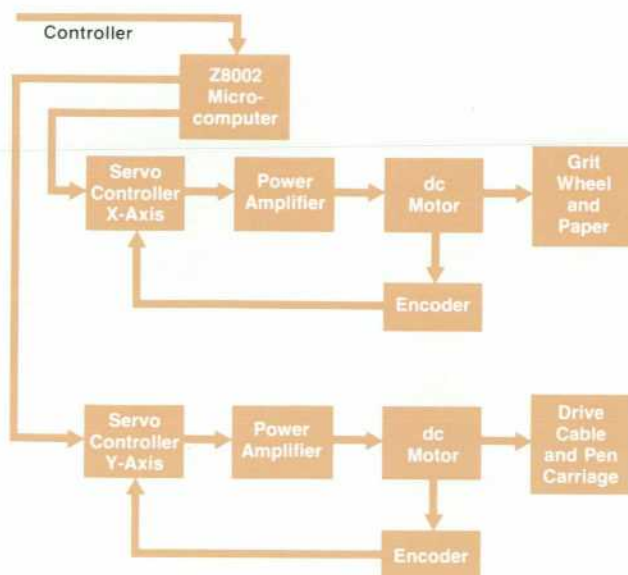 Controller
Z8002
Micro-
computer
Servo
Controller
X-Axis
Power
Amplifier
dc
Motor
Grit
Wheel
and
Paper
Encoder
Servo
Controller
Y-Axis
Power
Amplifier
dc
Motor
Drive
Cable
and Pen
Carriage
Encoder